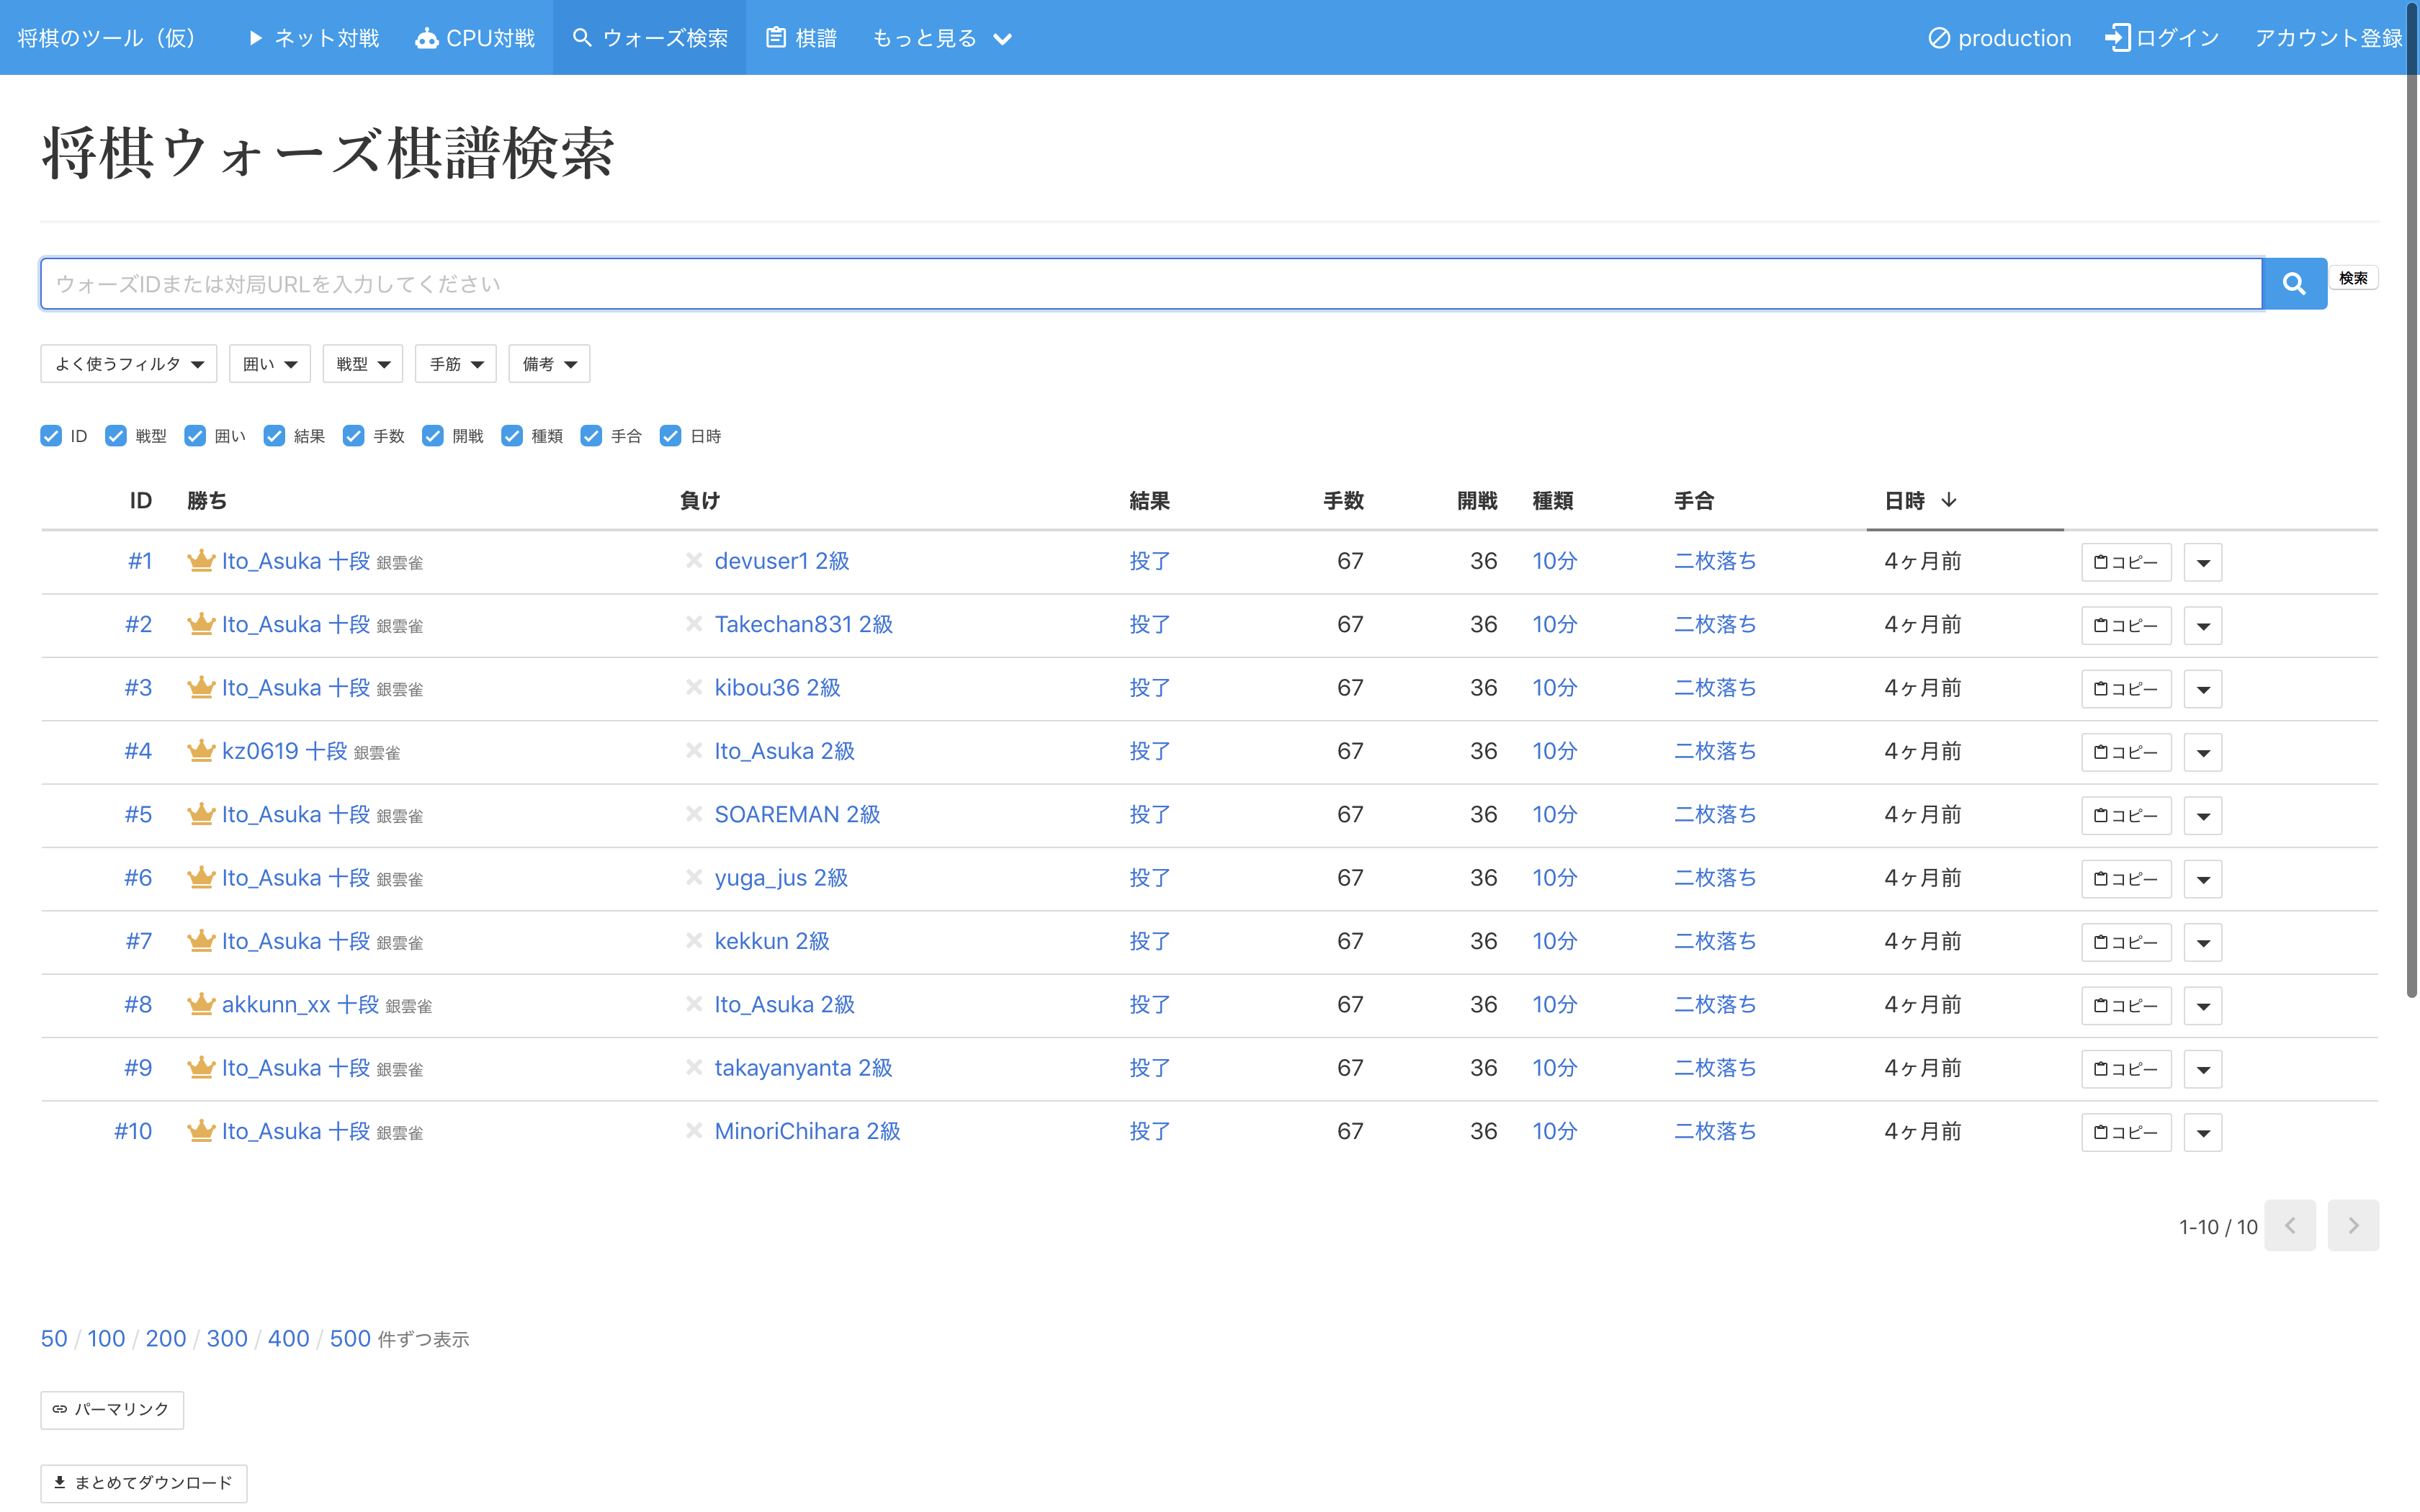 将棋のツール（仮） ネット対戦 CPU対戦 ウォーズ検索 棋譜 もっと見る production ログイン アカウント登録
将棋ウォーズ棋譜検索
ウォーズIDまたは対局URLを入力してください 検索
よく使うフィルタ 囲い 戦型 手筋 備考
ID 戦型 囲い 結果 手数 開戦 種類 手合 日時
ID 勝ち 負け 結果 手数 開戦 種類 手合 日時
#1 Ito_Asuka 十段 銀雲雀 devuser1 2級 投了 67 36 10分 二枚落ち 4ヶ月前 コピー
#2 Ito_Asuka 十段 銀雲雀 Takechan831 2級 投了 67 36 10分 二枚落ち 4ヶ月前 コピー
#3 Ito_Asuka 十段 銀雲雀 kibou36 2級 投了 67 36 10分 二枚落ち 4ヶ月前 コピー
#4 kz0619 十段 銀雲雀 Ito_Asuka 2級 投了 67 36 10分 二枚落ち 4ヶ月前 コピー
#5 Ito_Asuka 十段 銀雲雀 SOAREMAN 2級 投了 67 36 10分 二枚落ち 4ヶ月前 コピー
#6 Ito_Asuka 十段 銀雲雀 yuga_jus 2級 投了 67 36 10分 二枚落ち 4ヶ月前 コピー
#7 Ito_Asuka 十段 銀雲雀 kekkun 2級 投了 67 36 10分 二枚落ち 4ヶ月前 コピー
#8 akkunn_xx 十段 銀雲雀 Ito_Asuka 2級 投了 67 36 10分 二枚落ち 4ヶ月前 コピー
#9 Ito_Asuka 十段 銀雲雀 takayanyanta 2級 投了 67 36 10分 二枚落ち 4ヶ月前 コピー
#10 Ito_Asuka 十段 銀雲雀 MinoriChihara 2級 投了 67 36 10分 二枚落ち 4ヶ月前 コピー
1-10 / 10
50 / 100 / 200 / 300 / 400 / 500 件ずつ表示
パーマリンク
まとめてダウンロード